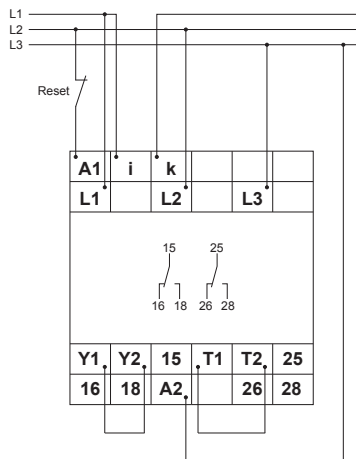 L1
L2
L3
Reset
A1 i k
L1 L2 L3
15 25
16 18 26 28
Y1 Y2 15 T1 T2 25
16 18 A2 26 28